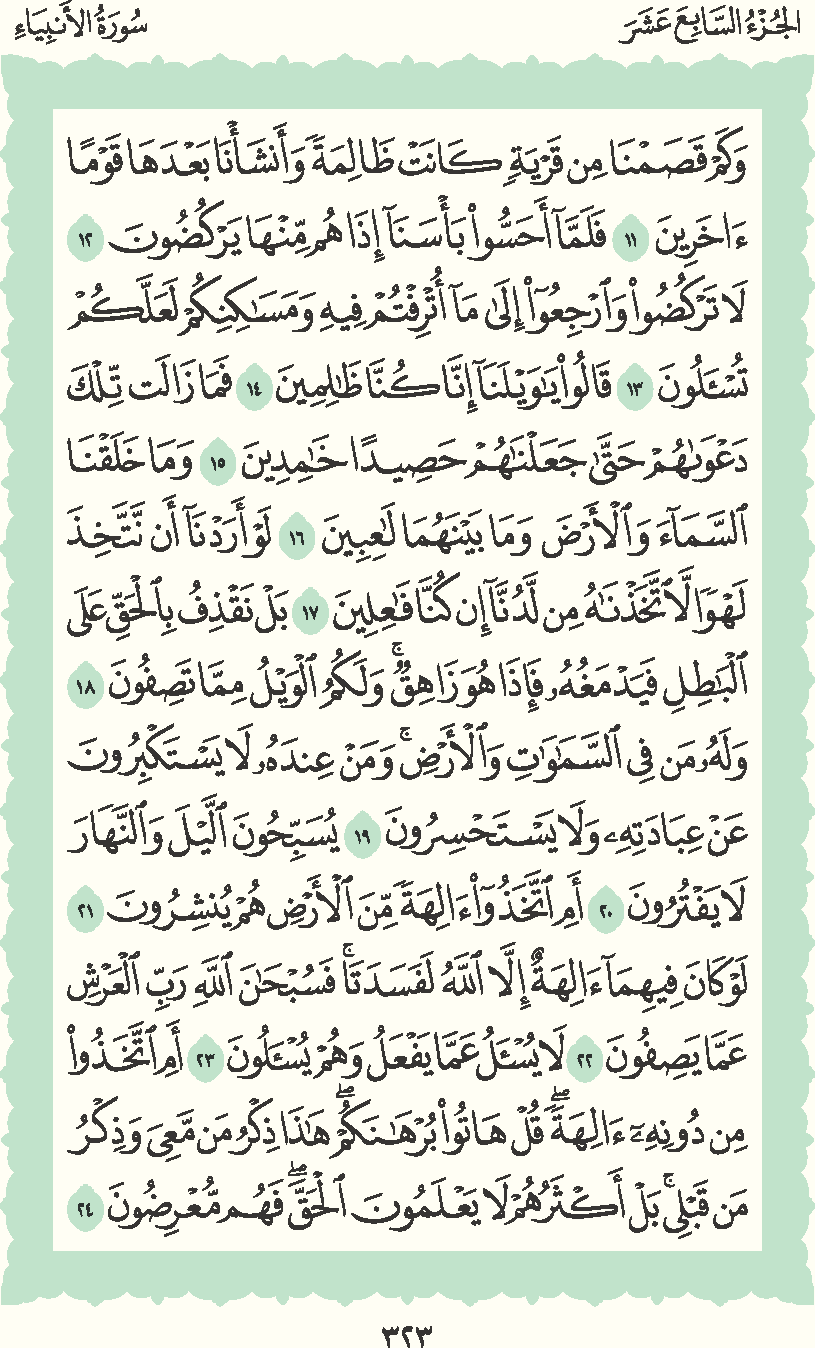 الجُزْءُ السَّابِعَ عَشَرَ
سُورَةُ الأَنبِيَاءِ
وَكَمْ قَصَمْنَا مِن قَرْيَةٍ كَانَتْ ظَالِمَةً وَأَنشَأْنَا بَعْدَهَا قَوْمًا
ءَاخَرِينَ ١١ فَلَمَّآ أَحَسُّوا۟ بَأْسَنَآ إِذَا هُم مِّنْهَا يَرْكُضُونَ ١٢
لَا تَرْكُضُوا۟ وَٱرْجِعُوٓا۟ إِلَىٰ مَآ أُتْرِفْتُمْ فِيهِ وَمَسَـٰكِنِكُمْ لَعَلَّكُمْ
تُسْـَٔلُونَ ١٣ قَالُوا۟ يَـٰوَيْلَنَآ إِنَّا كُنَّا ظَـٰلِمِينَ ١٤ فَمَا زَالَت تِّلْكَ
دَعْوَىٰهُمْ حَتَّىٰ جَعَلْنَـٰهُمْ حَصِيدًا خَـٰمِدِينَ ١٥ وَمَا خَلَقْنَا
ٱلسَّمَآءَ وَٱلْأَرْضَ وَمَا بَيْنَهُمَا لَـٰعِبِينَ ١٦ لَوْ أَرَدْنَآ أَن نَّتَّخِذَ
لَهْوًا لَّٱتَّخَذْنَـٰهُ مِن لَّدُنَّآ إِن كُنَّا فَـٰعِلِينَ ١٧ بَلْ نَقْذِفُ بِٱلْحَقِّ عَلَى
ٱلْبَـٰطِلِ فَيَدْمَغُهُۥ فَإِذَا هُوَ زَاهِقٌ ۚ وَلَكُمُ ٱلْوَيْلُ مِمَّا تَصِفُونَ ١٨
وَلَهُۥ مَن فِى ٱلسَّمَـٰوَٰتِ وَٱلْأَرْضِ ۚ وَمَنْ عِندَهُۥ لَا يَسْتَكْبِرُونَ
عَنْ عِبَادَتِهِۦ وَلَا يَسْتَحْسِرُونَ ١٩ يُسَبِّحُونَ ٱلَّيْلَ وَٱلنَّهَارَ
لَا يَفْتُرُونَ ٢٠ أَمِ ٱتَّخَذُوٓا۟ ءَالِهَةً مِّنَ ٱلْأَرْضِ هُمْ يُنشِرُونَ ٢١
لَوْ كَانَ فِيهِمَآ ءَالِهَةٌ إِلَّا ٱللَّهُ لَفَسَدَتَا ۚ فَسُبْحَـٰنَ ٱللَّهِ رَبِّ ٱلْعَرْشِ
عَمَّا يَصِفُونَ ٢٢ لَا يُسْـَٔلُ عَمَّا يَفْعَلُ وَهُمْ يُسْـَٔلُونَ ٢٣ أَمِ ٱتَّخَذُوا۟
مِن دُونِهِۦٓ ءَالِهَةً ۖ قُلْ هَاتُوا۟ بُرْهَـٰنَكُمْ ۖ هَـٰذَا ذِكْرُ مَن مَّعِىَ وَذِكْرُ
مَن قَبْلِى ۚ بَلْ أَكْثَرُهُمْ لَا يَعْلَمُونَ ٱلْحَقَّ ۖ فَهُم مُّعْرِضُونَ ٢٤
٣٢٣